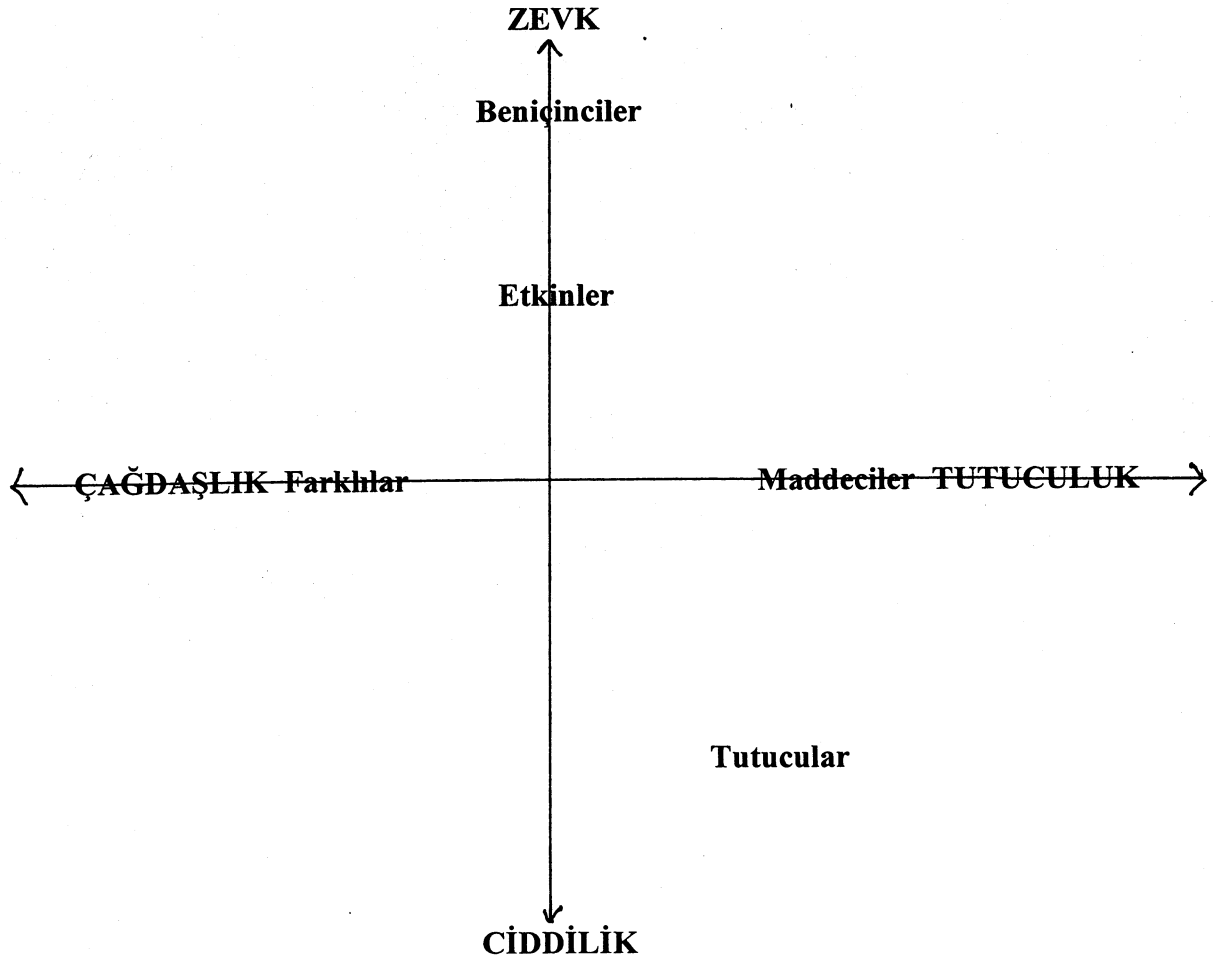 ZEVK
Beniçinciler
Etkinler
ÇAĞDAŞLIK Farklılar Maddeciler TUTUCULUK
Tutucular
CİDDİLİK